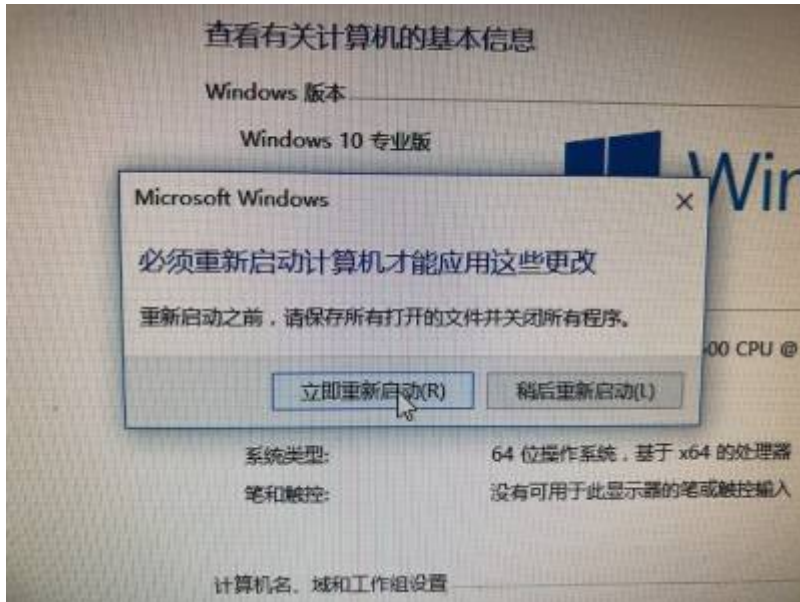 查看有关计算机的基本信息
Windows 版本
Windows 10 专业版
Win
Microsoft Windows
必须重新启动计算机才能应用这些更改
重新启动之前，请保存所有打开的文件并关闭所有程序。
00 CPU @
立即重新启动(R) 稍后重新启动(L)
系统类型: 64 位操作系统，基于 x64 的处理器
笔和触控: 没有可用于此显示器的笔或触控输入
计算机名、域和工作组设置